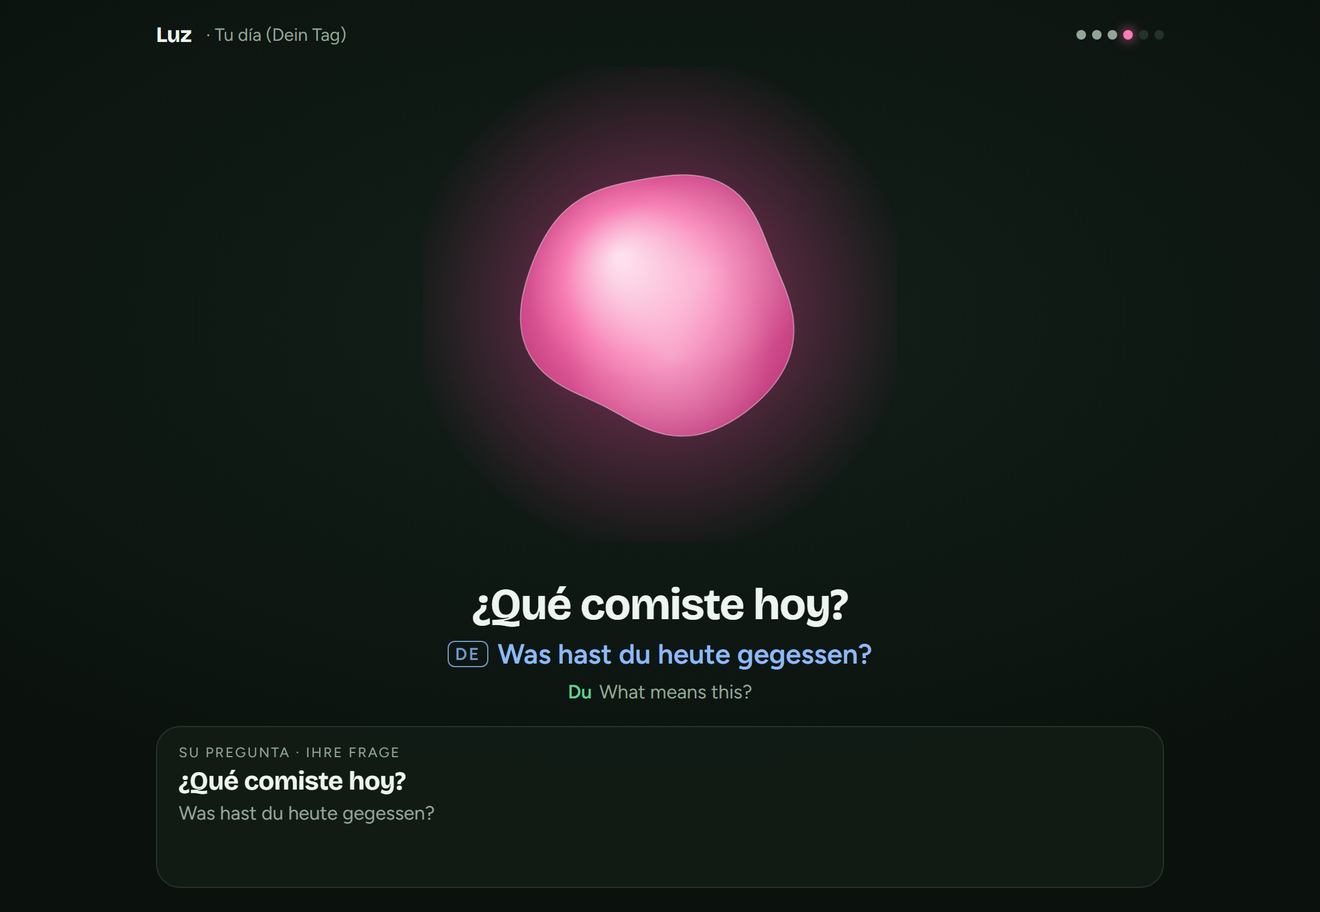 Luz · Tu día (Dein Tag)
¿Qué comiste hoy?
DE Was hast du heute gegessen?
Du What means this?
SU PREGUNTA · IHRE FRAGE
¿Qué comiste hoy?
Was hast du heute gegessen?